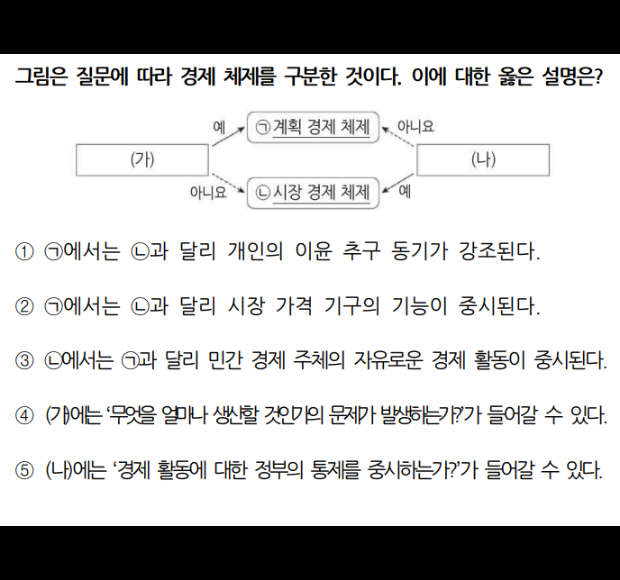 그림은 질문에 따라 경제 체제를 구분한 것이다. 이에 대한 옳은 설명은?
예 ㉠계획 경제 체제 아니요
(가) (나)
아니요 ㉡시장 경제 체제 예
① ㉠에서는 ㉡과 달리 개인의 이윤 추구 동기가 강조된다.
② ㉠에서는 ㉡과 달리 시장 가격 기구의 기능이 중시된다.
③ ㉡에서는 ㉠과 달리 민간 경제 주체의 자유로운 경제 활동이 중시된다.
④ (가)에는 ‘무엇을 얼마나 생산할 것인가의 문제가 발생하는가?’가 들어갈 수 있다.
⑤ (나)에는 ‘경제 활동에 대한 정부의 통제를 중시하는가?’가 들어갈 수 있다.